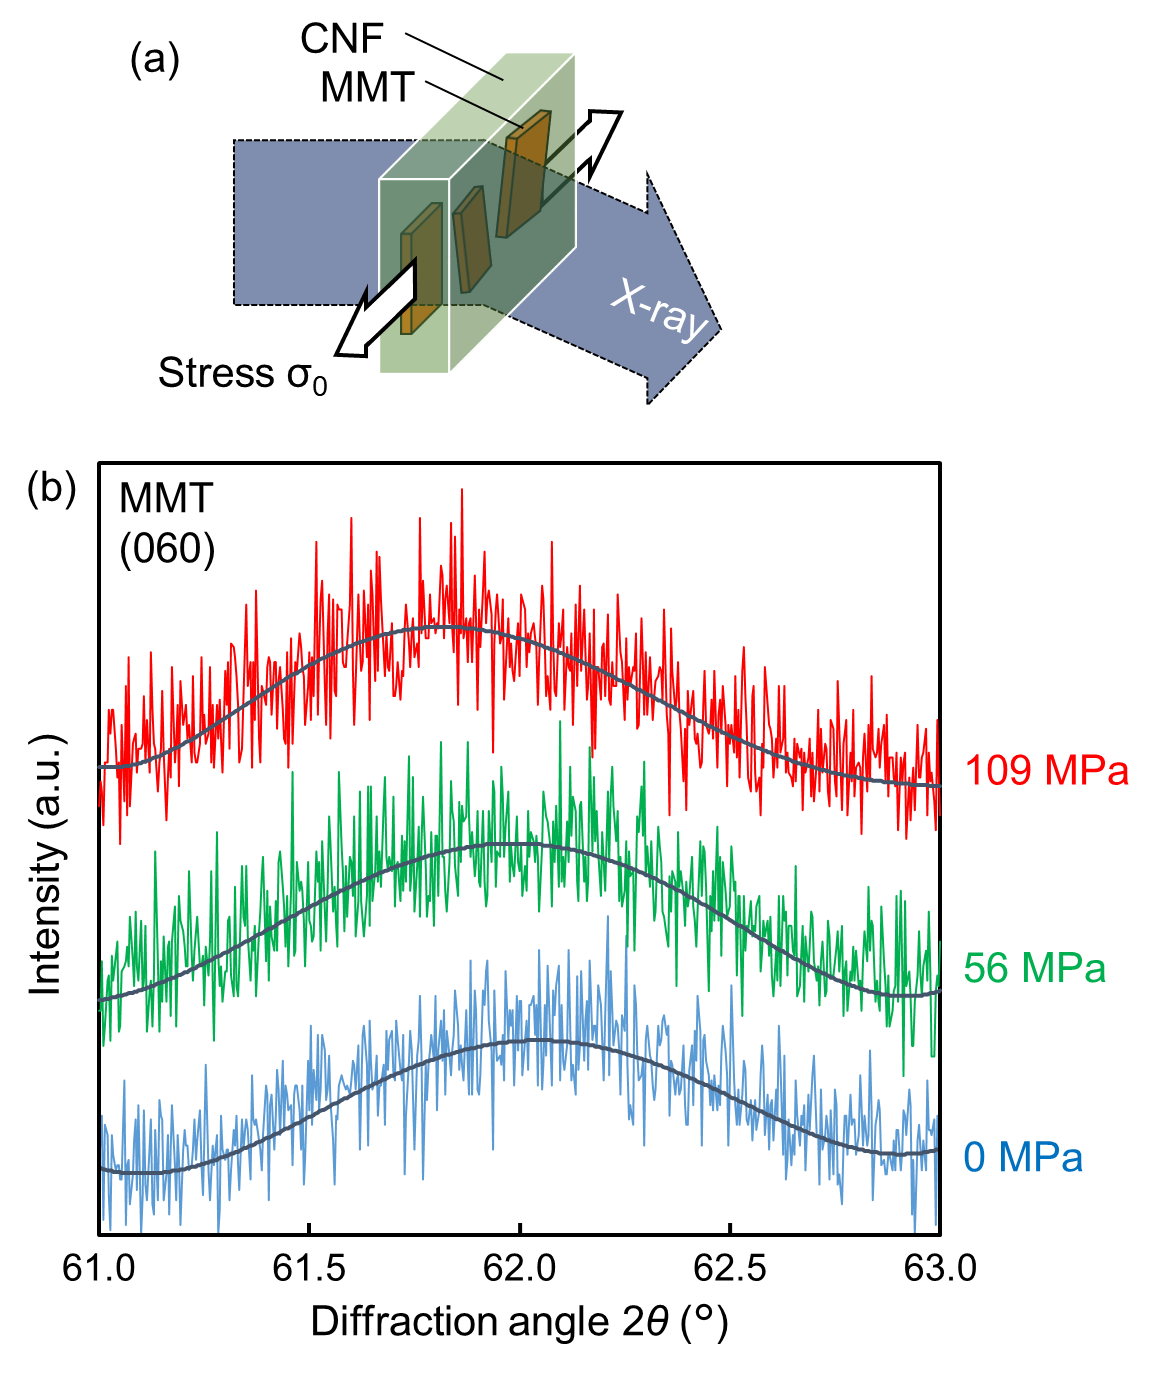 (a)
CNF
MMT
X-ray
Stress σ0
(b)
MMT
(060)
109 MPa
56 MPa
0 MPa
Intensity (a.u.)
61.0 61.5 62.0 62.5 63.0
Diffraction angle 2θ (°)